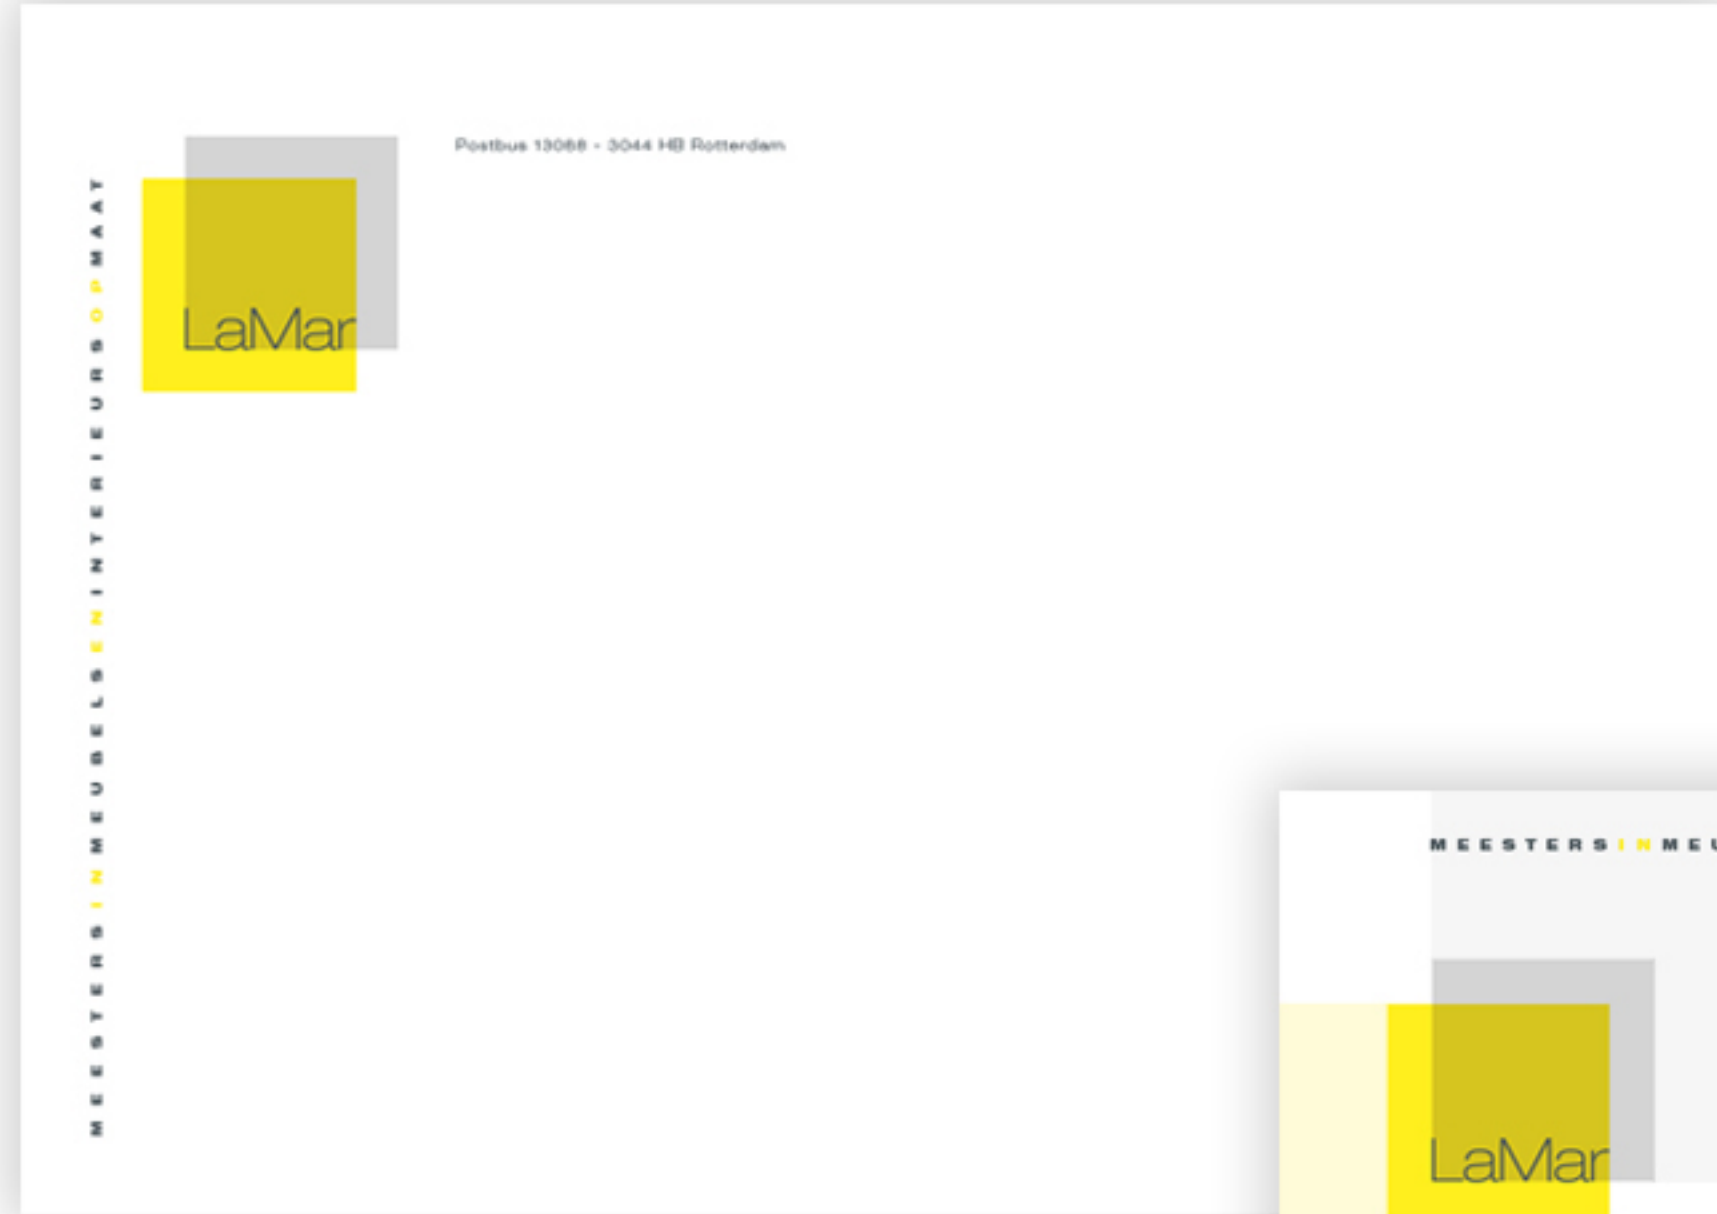 Postbus 13068 - 3044 HB Rotterdam
LaMar
MEESTERSINMEUBELSENINTERIEURSOPMAAT
MEESTERSINMEU
LaMar